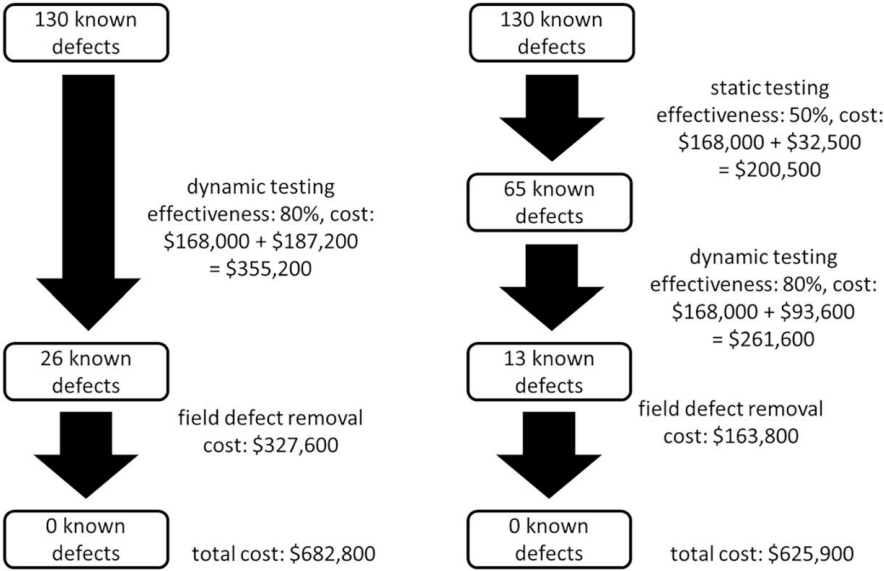 130 known
defects
dynamic testing
effectiveness: 80%, cost:
$168,000 + $187,200
= $355,200
26 known
defects
field defect removal
cost: $327,600
0 known
defects
total cost: $682,800
130 known
defects
static testing
effectiveness: 50%, cost:
$168,000 + $32,500
= $200,500
65 known
defects
dynamic testing
effectiveness: 80%, cost:
$168,000 + $93,600
= $261,600
13 known
defects
field defect removal
cost: $163,800
0 known
defects
total cost: $625,900